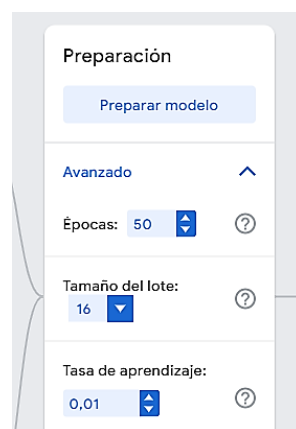 Preparación
Preparar modelo
Avanzado
Épocas: 50
Tamaño del lote:
16
Tasa de aprendizaje:
0,01